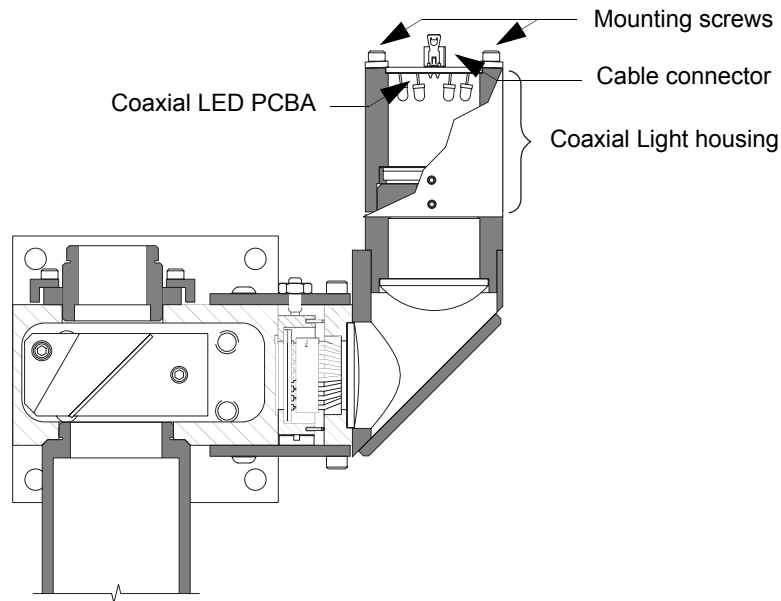 Mounting screws
Cable connector
Coaxial LED PCBA
Coaxial Light housing